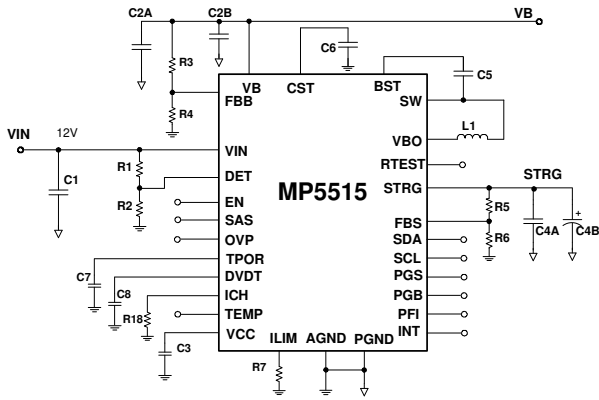 C2A C2B VB
R3 C6
VB CST BST C5
FBB SW
R4
L1
VIN 12V VBO
VIN
R1 RTEST
DET STRG STRG
C1 MP5515
R2 EN R5
SAS FBS C4A + C4B
OVP SDA R6
TPOR SCL
C7 DVDT PGS
C8 ICH PGB
R18 TEMP PFI
VCC INT
C3 ILIM AGND PGND
R7